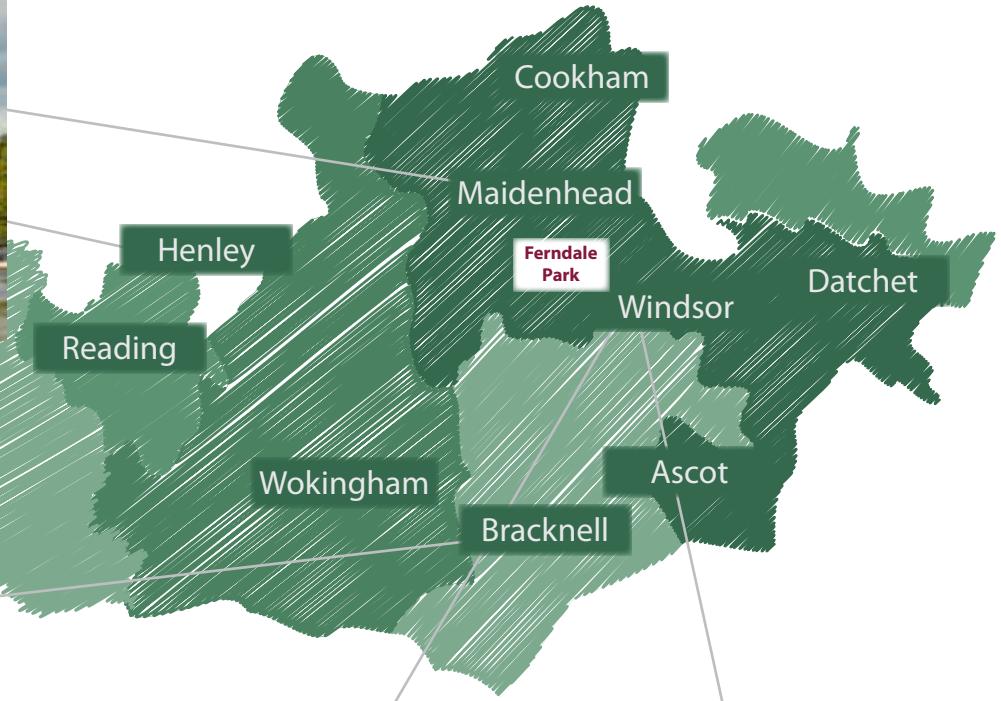 Cookham
Maidenhead
Henley
Ferndale
Park
Datchet
Windsor
Reading
Ascot
Wokingham
Bracknell